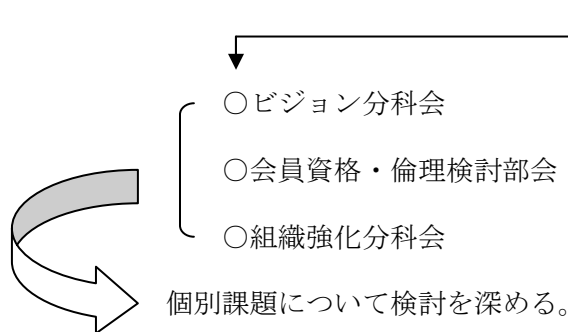 ○ビジョン分科会
○会員資格・倫理検討部会
○組織強化分科会
個別課題について検討を深める。